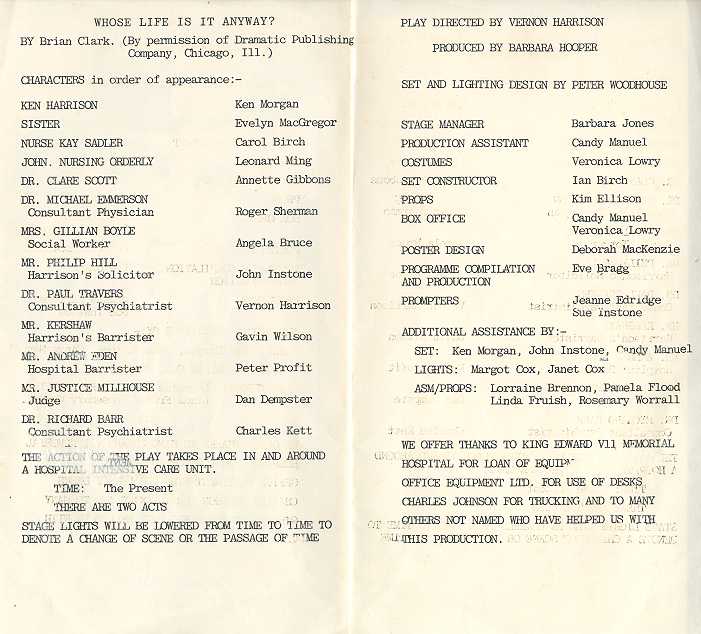 WHOSE LIFE IS IT ANYWAY?
BY Brian Clark. (By permission of Dramatic Publishing
Company, Chicago, Ill.)
CHARACTERS in order of appearance:-
KEN HARRISON Ken Morgan
SISTER Evelyn MacGregor
NURSE KAY SADLER Carol Birch
JOHN. NURSING ORDERLY Leonard Ming
DR. CLARE SCOTT Annette Gibbons
DR. MICHAEL EMMERSON
Consultant Physician Roger Sherman
MRS. GILLIAN BOYLE
Social Worker Angela Bruce
MR. PHILIP HILL
Harrison's Solicitor John Instone
DR. PAUL TRAVERS
Consultant Psychiatrist Vernon Harrison
MR. KERSHAW
Harrison's Barrister Gavin Wilson
MR. ANDREW EDEN
Hospital Barrister Peter Profit
MR. JUSTICE MILLHOUSE
Judge Dan Dempster
DR. RICHARD BARR
Consultant Psychiatrist Charles Kett
THE ACTION OF THE PLAY TAKES PLACE IN AND AROUND
A HOSPITAL INTENSIVE CARE UNIT.
TIME: The Present
THERE ARE TWO ACTS
STAGE LIGHTS WILL BE LOWERED FROM TIME TO TIME TO
DENOTE A CHANGE OF SCENE OR THE PASSAGE OF TIME
PLAY DIRECTED BY VERNON HARRISON
PRODUCED BY BARBARA HOOPER
SET AND LIGHTING DESIGN BY PETER WOODHOUSE
STAGE MANAGER Barbara Jones
PRODUCTION ASSISTANT Candy Manuel
COSTUMES Veronica Lowry
SET CONSTRUCTOR Ian Birch
PROPS Kim Ellison
BOX OFFICE Candy Manuel
Veronica Lowry
POSTER DESIGN Deborah MacKenzie
PROGRAMME COMPILATION Eve Bragg
AND PRODUCTION
PROMPTERS Jeanne Edridge
Sue Instone
ADDITIONAL ASSISTANCE BY:-
SET: Ken Morgan, John Instone, Candy Manuel
LIGHTS: Margot Cox, Janet Cox
ASM/PROPS: Lorraine Brennon, Pamela Flood
Linda Fruish, Rosemary Worrall
WE OFFER THANKS TO KING EDWARD V11 MEMORIAL
HOSPITAL FOR LOAN OF
OFFICE EQUIPMENT LTD. FOR USE OF DESKS
CHARLES JOHNSON FOR TRUCKING AND TO MANY
OTHERS NOT NAMED WHO HAVE HELPED US WITH
THIS PRODUCTION.